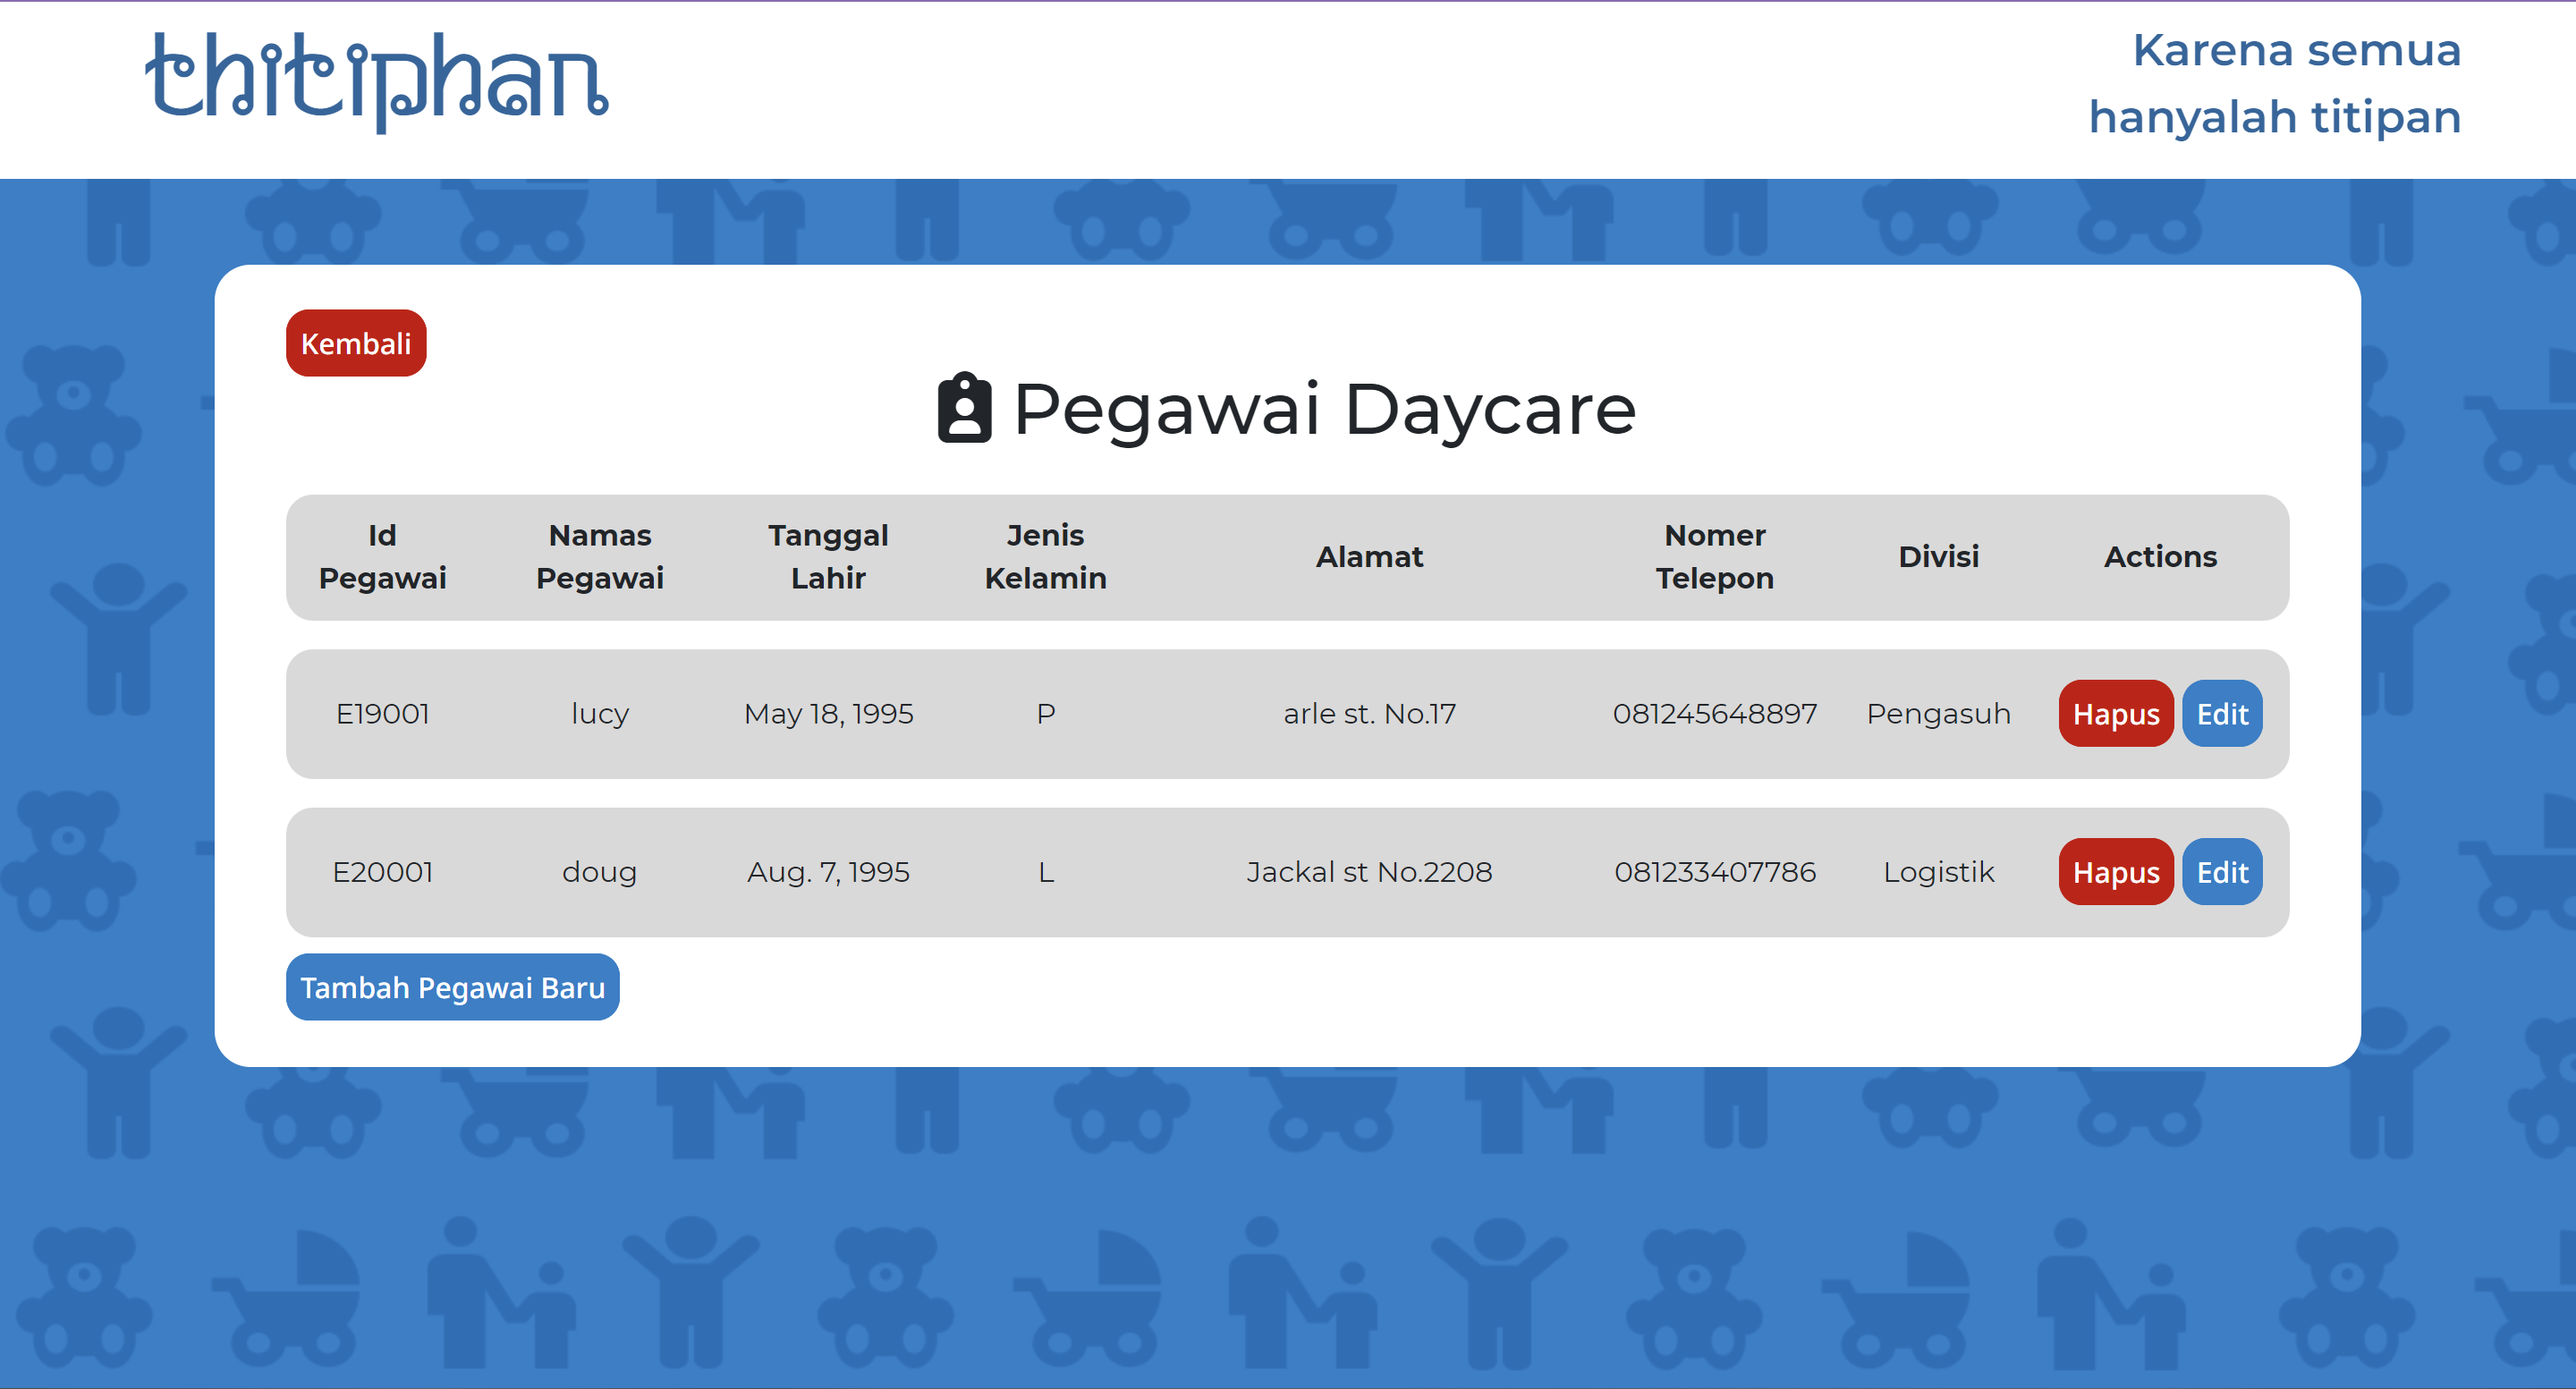 thitiphan
Karena semua
hanyalah titipan
Kembali
Pegawai Daycare
Id Pegawai Namas Pegawai Tanggal Lahir Jenis Kelamin Alamat Nomer Telepon Divisi Actions
E19001 lucy May 18, 1995 P arle st. No.17 081245648897 Pengasuh Hapus Edit
E20001 doug Aug. 7, 1995 L Jackal st No.2208 081233407786 Logistik Hapus Edit
Tambah Pegawai Baru